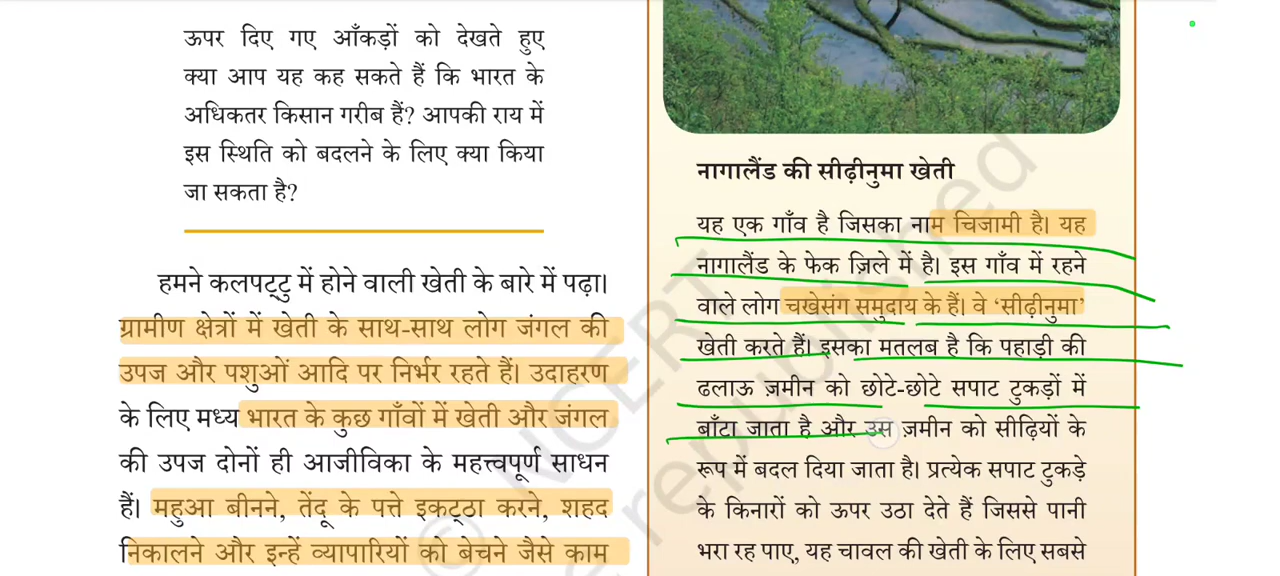 ऊपर दिए गए आँकड़ों को देखते हुए
क्या आप यह कह सकते हैं कि भारत के
अधिकतर किसान गरीब हैं? आपकी राय में
इस स्थिति को बदलने के लिए क्या किया
जा सकता है?
हमने कलपट्टु में होने वाली खेती के बारे में पढ़ा।
ग्रामीण क्षेत्रों में खेती के साथ-साथ लोग जंगल की
उपज और पशुओं आदि पर निर्भर रहते हैं। उदाहरण
के लिए मध्य भारत के कुछ गाँवों में खेती और जंगल
की उपज दोनों ही आजीविका के महत्त्वपूर्ण साधन
हैं। महुआ बीनने, तेंदू के पत्ते इकट्ठा करने, शहद
निकालने और इन्हें व्यापारियों को बेचने जैसे काम
नागालैंड की सीढ़ीनुमा खेती
यह एक गाँव है जिसका नाम चिजामी है। यह
नागालैंड के फेक ज़िले में है। इस गाँव में रहने
वाले लोग चखेसंग समुदाय के हैं। वे ‘सीढ़ीनुमा’
खेती करते हैं। इसका मतलब है कि पहाड़ी की
ढलाऊ ज़मीन को छोटे-छोटे सपाट टुकड़ों में
बाँटा जाता है और उस जमीन को सीढ़ियों के
रूप में बदल दिया जाता है। प्रत्येक सपाट टुकड़े
के किनारों को ऊपर उठा देते हैं जिससे पानी
भरा रह पाए, यह चावल की खेती के लिए सबसे
© NCERT
republished